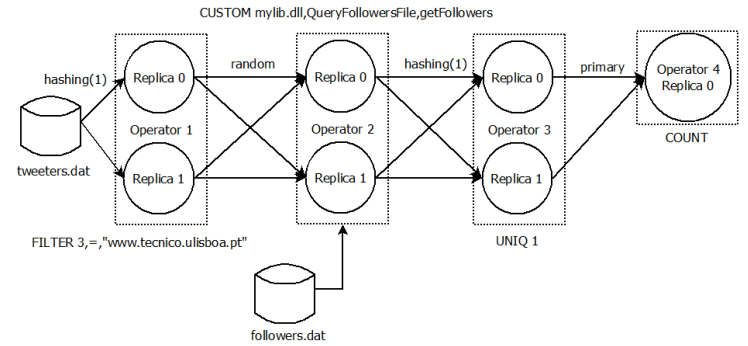 CUSTOM mylib.dll,QueryFollowersFile,getFollowers
hashing(1)
random
hashing(1)
primary
Replica 0
Replica 0
Replica 0
Operator 4
Replica 0
Operator 1
Operator 2
Operator 3
COUNT
tweeters.dat
Replica 1
Replica 1
Replica 1
FILTER 3,=,"www.tecnico.ulisboa.pt"
UNIQ 1
followers.dat